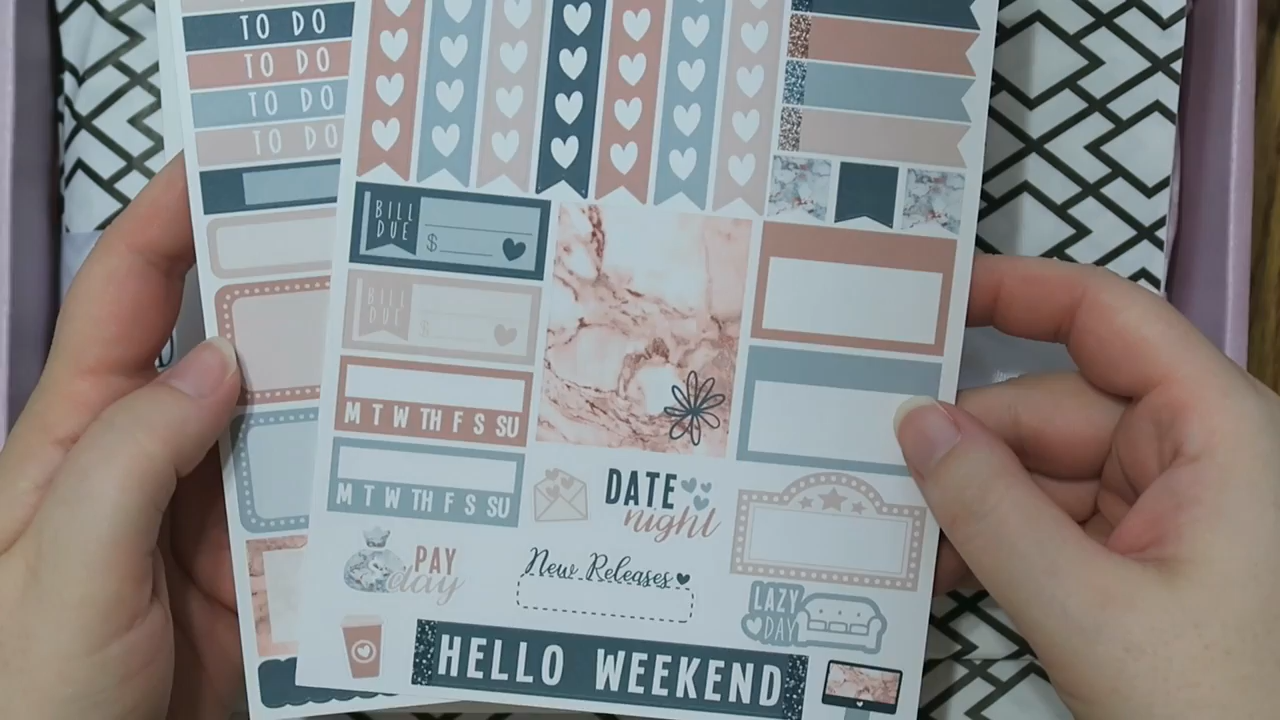 TO DO
TO DO
TO DO
TO DO
BILL
DUE
$
BILL
DUE
$
M T W TH F S SU
M T W TH F S SU
DATE
night
PAY
day
New Releases
LAZY
DAY
HELLO WEEKEND